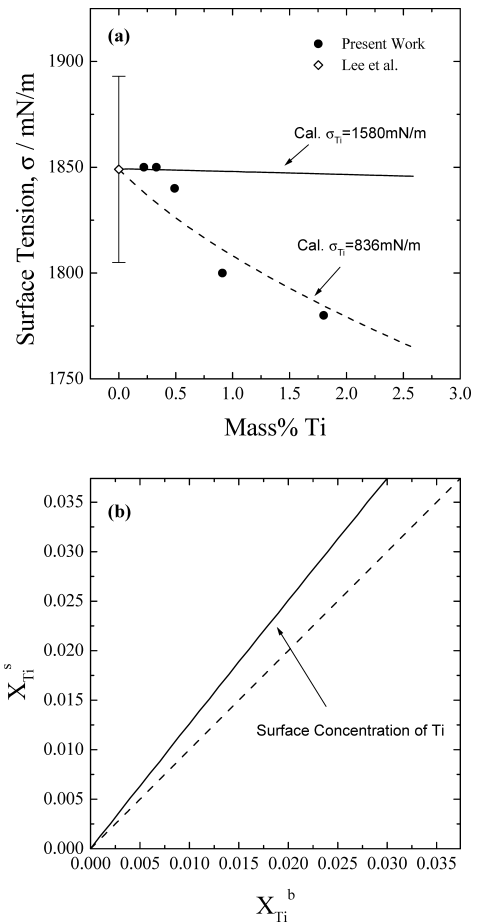 (a)
Present Work
Lee et al.
Cal. σTi=1580mN/m
Cal. σTi=836mN/m
Surface Tension, σ / mN/m
1900
1850
1800
1750
0.0 0.5 1.0 1.5 2.0 2.5 3.0
Mass% Ti
(b)
Surface Concentration of Ti
XTi s
0.035
0.030
0.025
0.020
0.015
0.010
0.005
0.000
0.000 0.005 0.010 0.015 0.020 0.025 0.030 0.035
XTi b